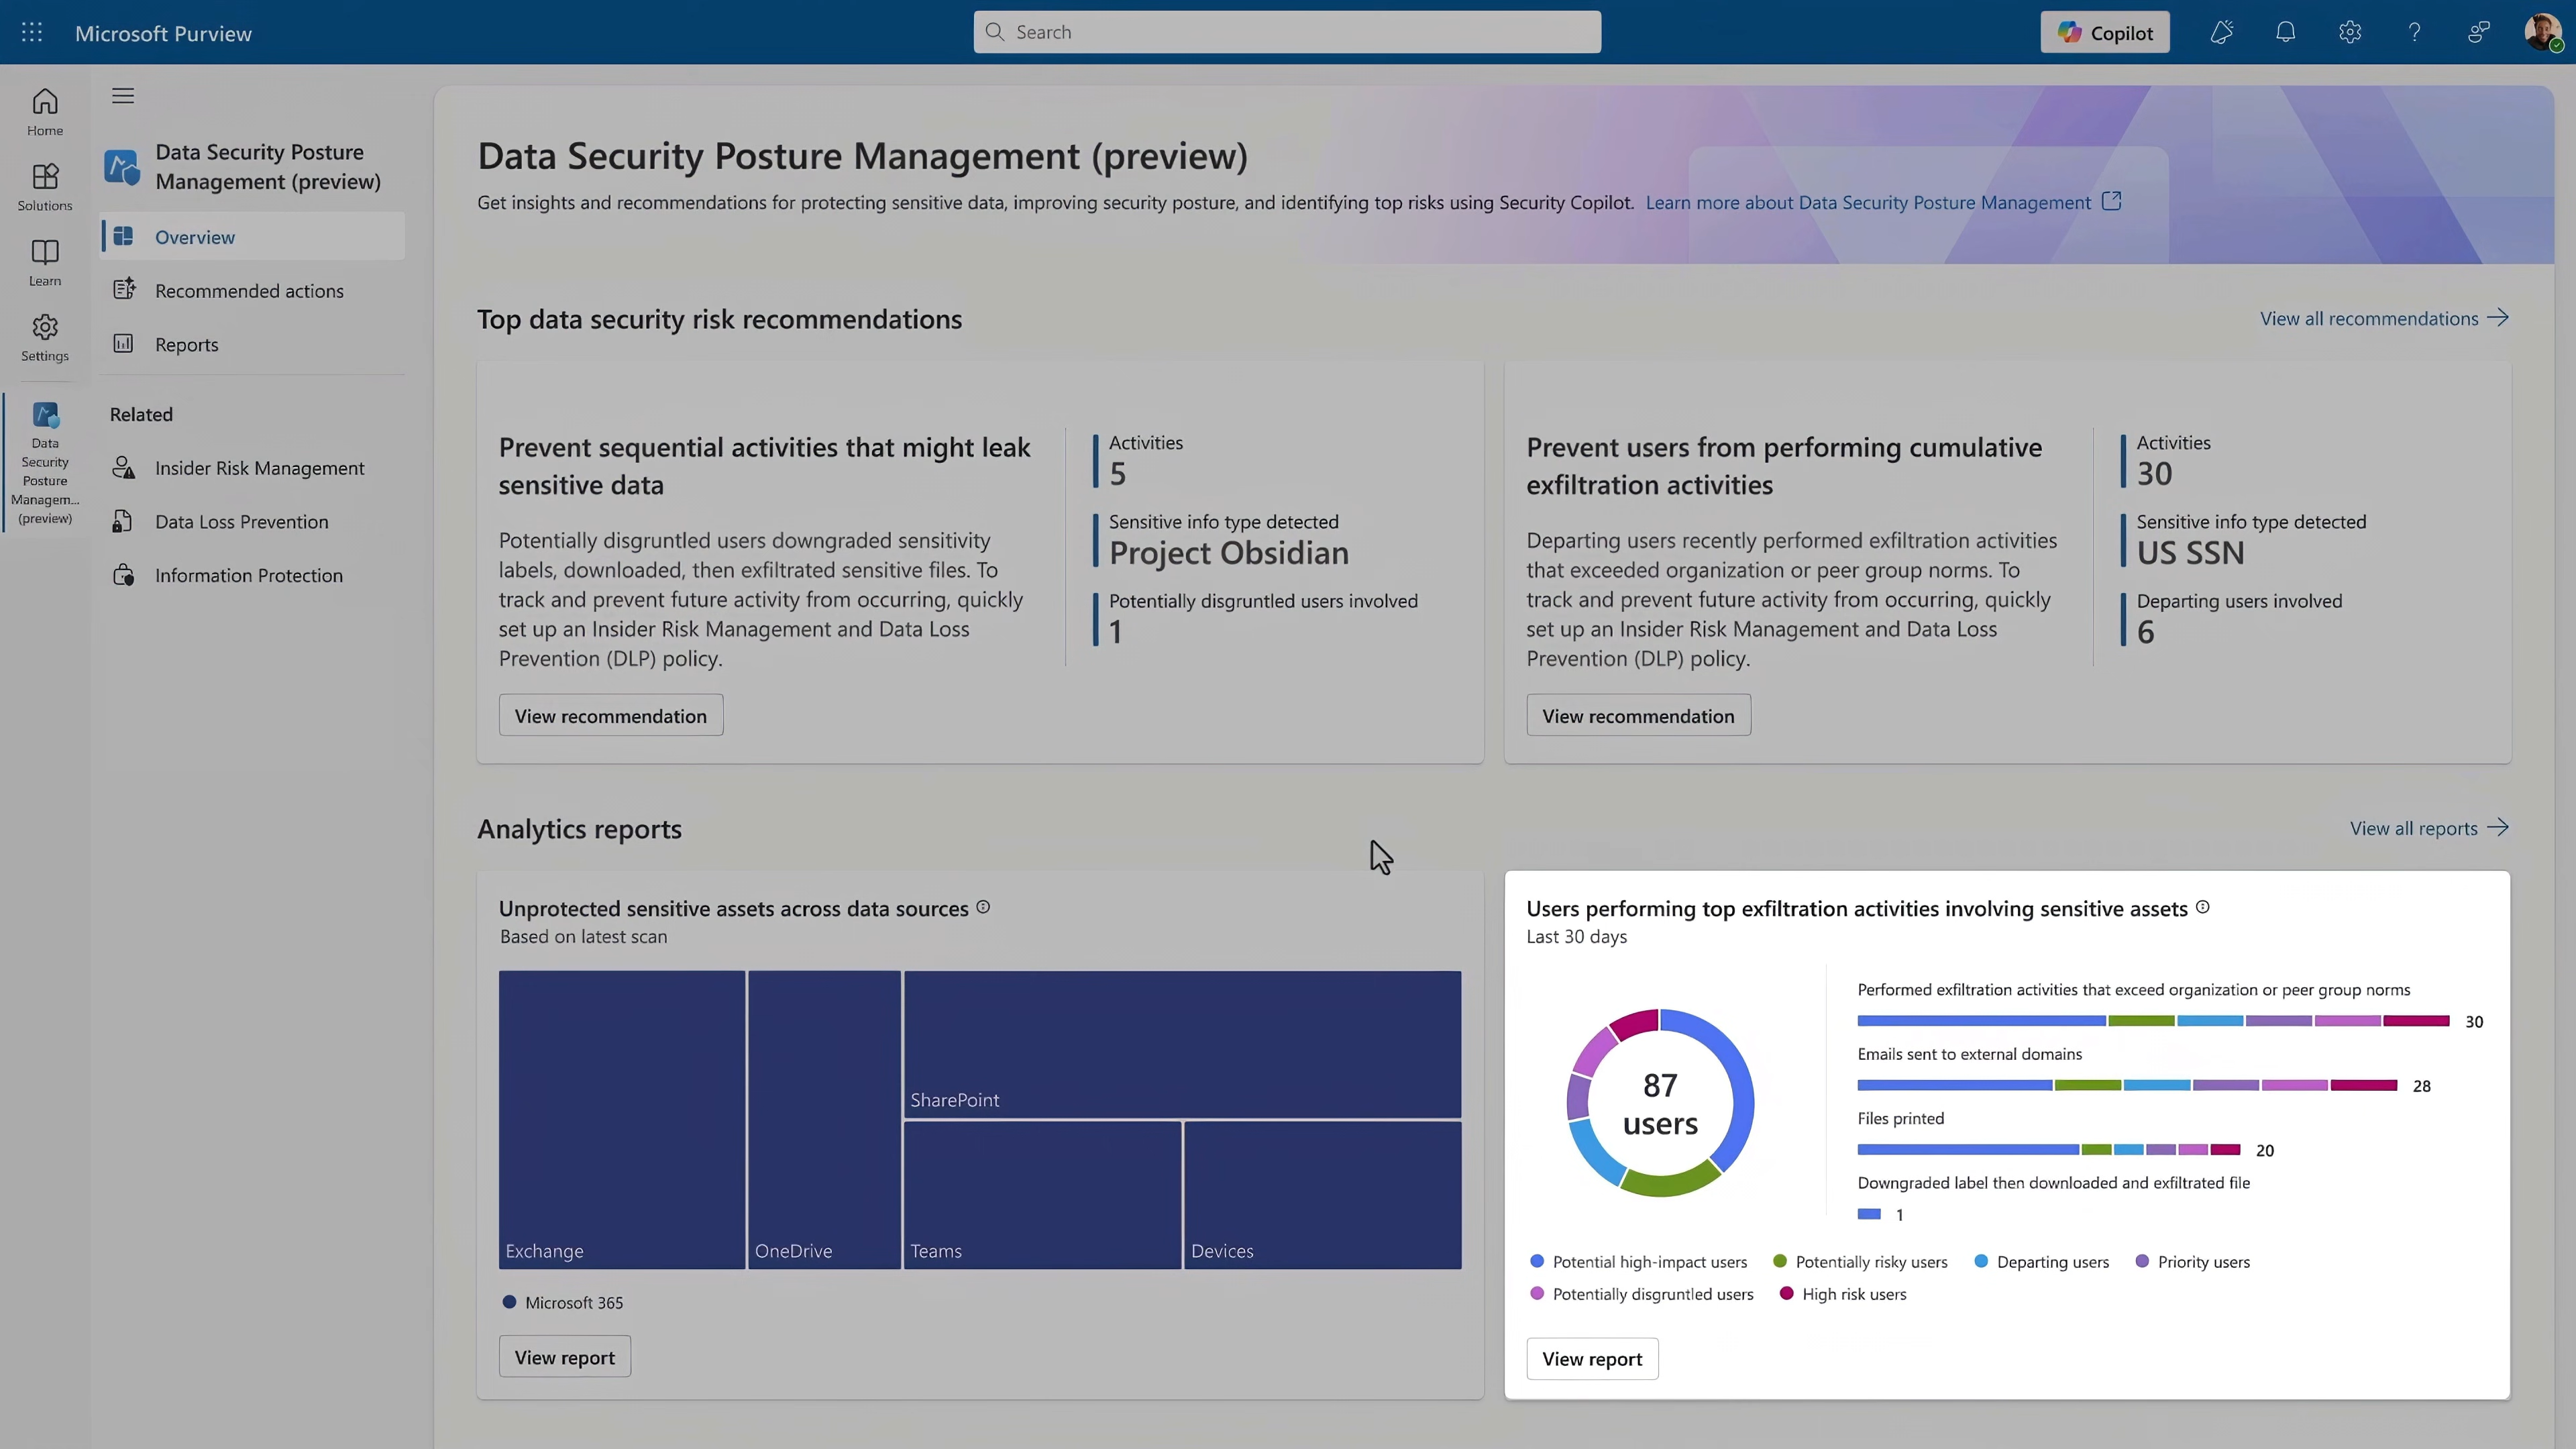 Microsoft Purview
Search
Copilot
Home
Solutions
Learn
Settings
Data
Security
Posture
Managem...
(preview)
Data Security Posture
Management (preview)
Overview
Recommended actions
Reports
Related
Insider Risk Management
Data Loss Prevention
Information Protection
Data Security Posture Management (preview)
Get insights and recommendations for protecting sensitive data, improving security posture, and identifying top risks using Security Copilot. Learn more about Data Security Posture Management
Top data security risk recommendations
View all recommendations
Prevent sequential activities that might leak
sensitive data
Potentially disgruntled users downgraded sensitivity
labels, downloaded, then exfiltrated sensitive files. To
track and prevent future activity from occurring, quickly
set up an Insider Risk Management and Data Loss
Prevention (DLP) policy.
View recommendation
Activities
5
Sensitive info type detected
Project Obsidian
Potentially disgruntled users involved
1
Prevent users from performing cumulative
exfiltration activities
Departing users recently performed exfiltration activities
that exceeded organization or peer group norms. To
track and prevent future activity from occurring, quickly
set up an Insider Risk Management and Data Loss
Prevention (DLP) policy.
View recommendation
Activities
30
Sensitive info type detected
US SSN
Departing users involved
6
Analytics reports
View all reports
Unprotected sensitive assets across data sources
Based on latest scan
Exchange
OneDrive
SharePoint
Teams
Devices
Microsoft 365
View report
Users performing top exfiltration activities involving sensitive assets
Last 30 days
87
users
Performed exfiltration activities that exceed organization or peer group norms
30
Emails sent to external domains
28
Files printed
20
Downgraded label then downloaded and exfiltrated file
1
Potential high-impact users
Potentially risky users
Departing users
Priority users
Potentially disgruntled users
High risk users
View report